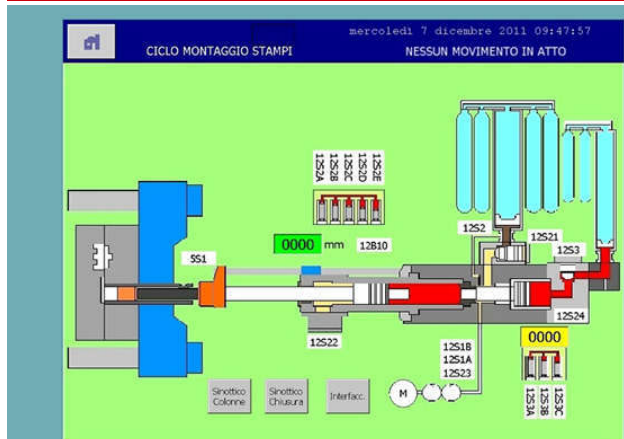 mercoledì 7 dicembre 2011 09:47:57
CICLO MONTAGGIO STAMPI
NESSUN MOVIMENTO IN ATTO
12S2A
12S2B
12S2C
12S2D
12S2E
0000 mm
12B10
12S2
12S21
12S3
5S1
12S24
12S22
0000
12S1B
12S1A
12S23
12S3A
12S3B
12S3C
Sinottico
Colonne
Sinottico
Chiusura
Interfacc.
M